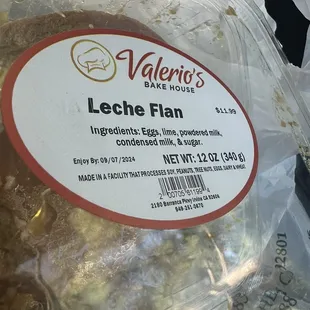 Valerio's
BAKE HOUSE
Leche Flan
$11.99
Ingredients: Eggs, lime, powdered milk,
condensed milk, & sugar.
Enjoy By: 09/07/2024
NET WT: 12 OZ (340 g)
MADE IN A FACILITY THAT PROCESSES SOY, PEANUTS, TREE NUTS, EGGS, DAIRY & WHEAT